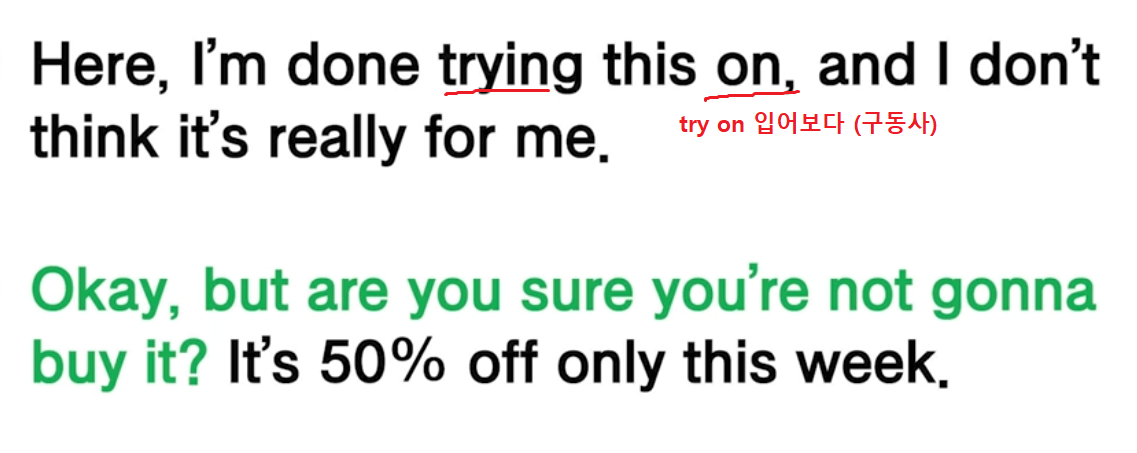 Here, I’m done trying this on, and I don’t
think it’s really for me.
try on 입어보다 (구동사)
Okay, but are you sure you’re not gonna
buy it? It’s 50% off only this week.